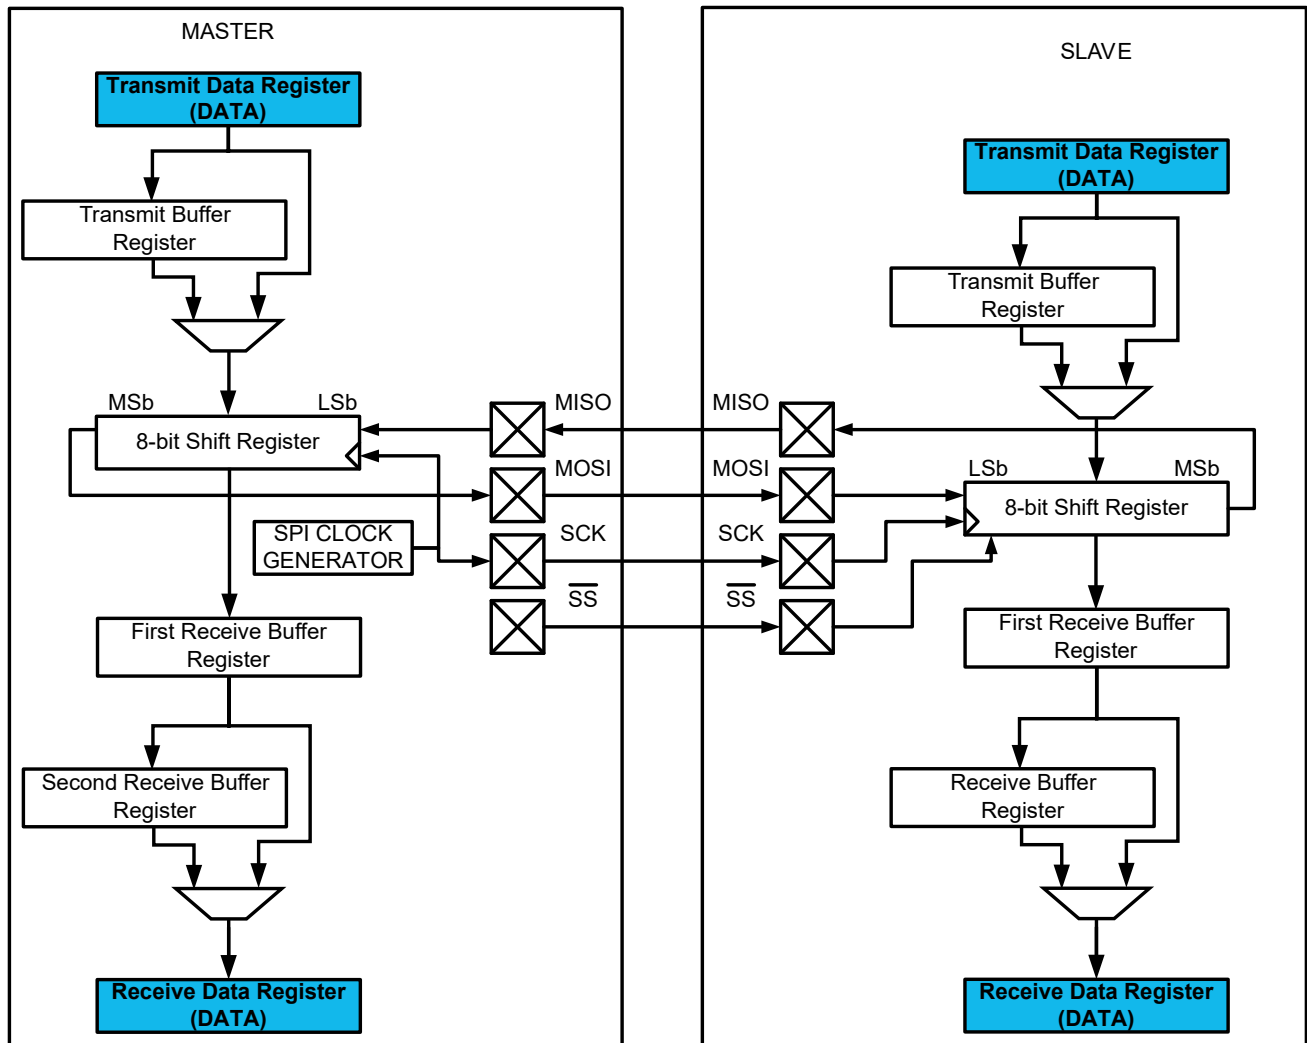 MASTER
Transmit Data Register
(DATA)
Transmit Buffer
Register
MSb
LSb
8-bit Shift Register
SPI CLOCK
GENERATOR
First Receive Buffer
Register
Second Receive Buffer
Register
Receive Data Register
(DATA)
MISO
MOSI
SCK
SS
SLAVE
MISO
MOSI
SCK
SS
Transmit Data Register
(DATA)
Transmit Buffer
Register
LSb
MSb
8-bit Shift Register
First Receive Buffer
Register
Receive Buffer
Register
Receive Data Register
(DATA)